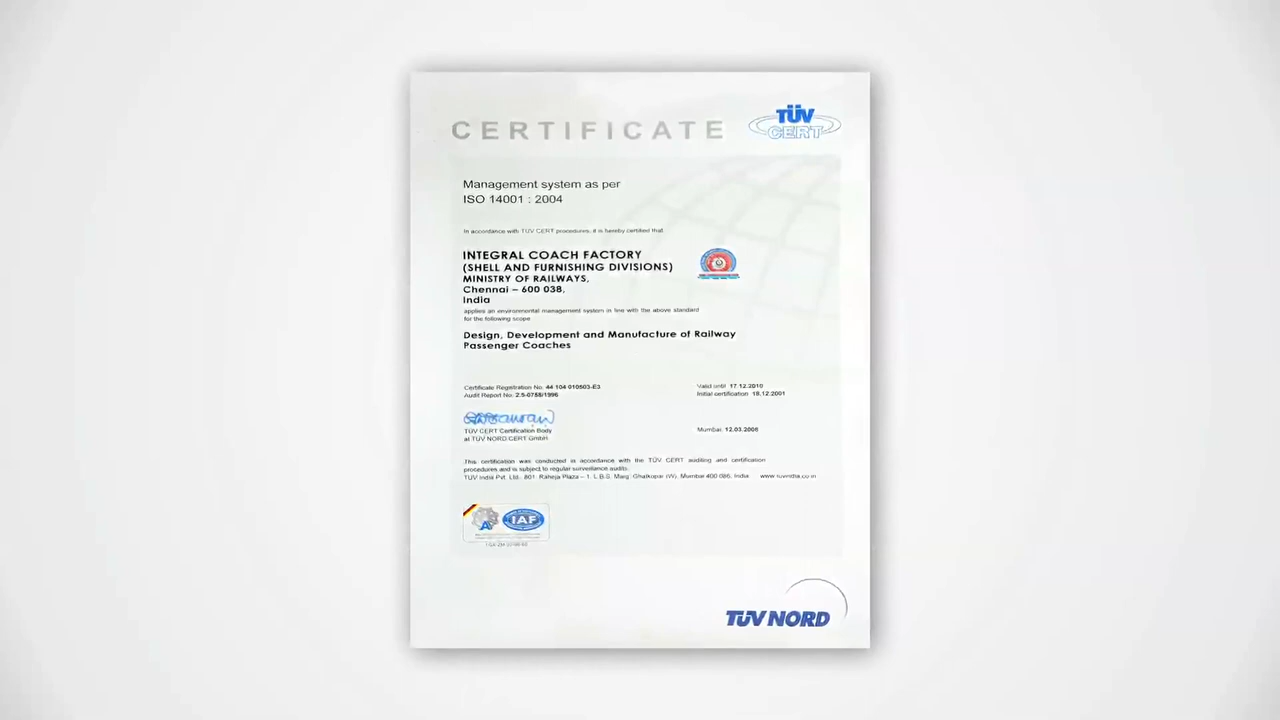 CERTIFICATE
TÜV
CERT
Management system as per
ISO 14001 : 2004
In accordance with TÜV CERT procedures, it is hereby certified that
INTEGRAL COACH FACTORY
(SHELL AND FURNISHING DIVISIONS)
MINISTRY OF RAILWAYS,
Chennai – 600 038,
India
applies an environmental management system in line with the above standard
for the following scope
Design, Development and Manufacture of Railway
Passenger Coaches
Certificate Registration No. 44 104 010503-E3
Audit Report No. 2.5-0755/1996
Valid until 17.12.2010
Initial certification 18.12.2001
TÜV CERT Certification Body
at TÜV NORD CERT GmbH
Mumbai, 12.03.2008
This certification was conducted in accordance with the TÜV CERT auditing and certification
procedures and is subject to regular surveillance audits.
TÜV India Pvt. Ltd., 801, Raheja Plaza – 1, L.B.S. Marg, Ghatkopar (W), Mumbai 400 086, India www.tuvindia.co.in
IAF
TÜV NORD